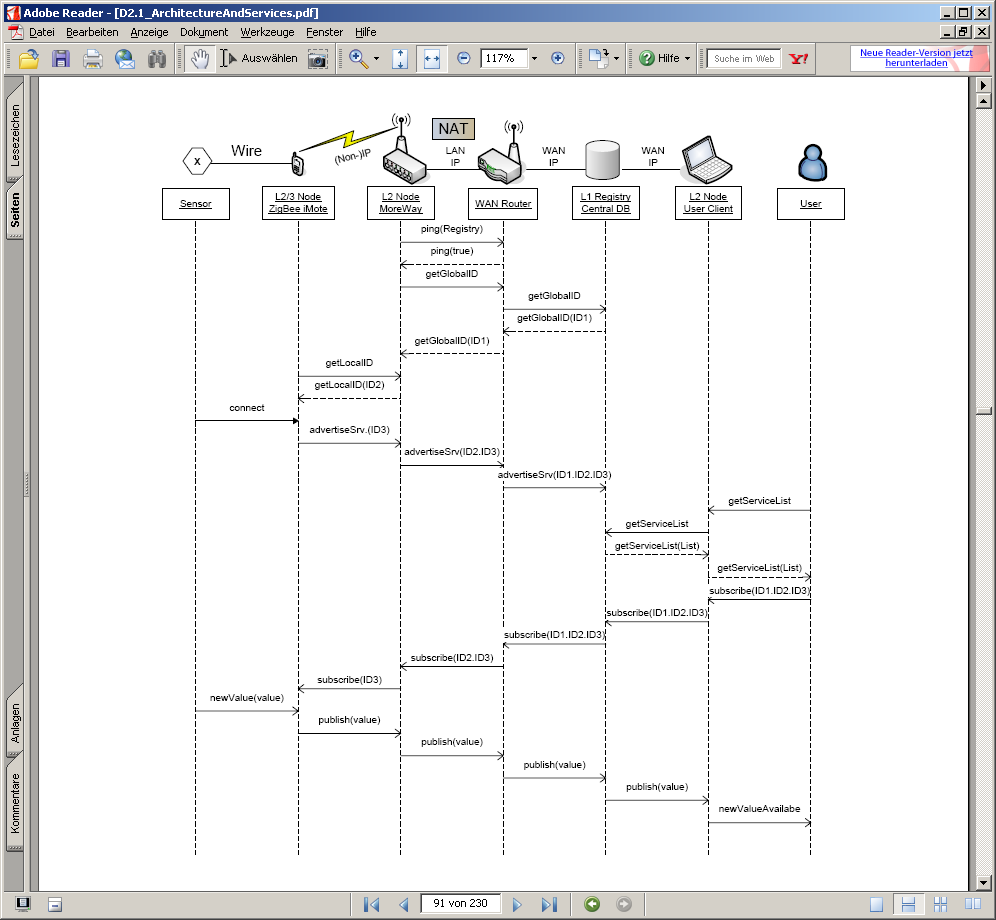 Adobe Reader - [D2.1_ArchitectureAndServices.pdf]
Datei Bearbeiten Anzeige Dokument Werkzeuge Fenster Hilfe
Auswählen 117% Hilfe Suche im Web Y!
Neue Reader-Version jetzt
herunterladen
Lesezeichen
Seiten
Anlagen
Kommentare
NAT
X
Wire
(Non-)IP
LAN
IP
WAN
IP
WAN
IP
Sensor
L2/3 Node
ZigBee iMote
L2 Node
MoreWay
WAN Router
L1 Registry
Central DB
L2 Node
User Client
User
ping(Registry)
ping(true)
getGlobalID
getGlobalID
getGlobalID(ID1)
getGlobalID(ID1)
getLocalID
getLocalID(ID2)
connect
advertiseSrv.(ID3)
advertiseSrv(ID2.ID3)
advertiseSrv(ID1.ID2.ID3)
getServiceList
getServiceList
getServiceList(List)
getServiceList(List)
subscribe(ID1.ID2.ID3)
subscribe(ID1.ID2.ID3)
subscribe(ID1.ID2.ID3)
subscribe(ID2.ID3)
subscribe(ID3)
newValue(value)
publish(value)
publish(value)
publish(value)
publish(value)
newValueAvailabe
91 von 230